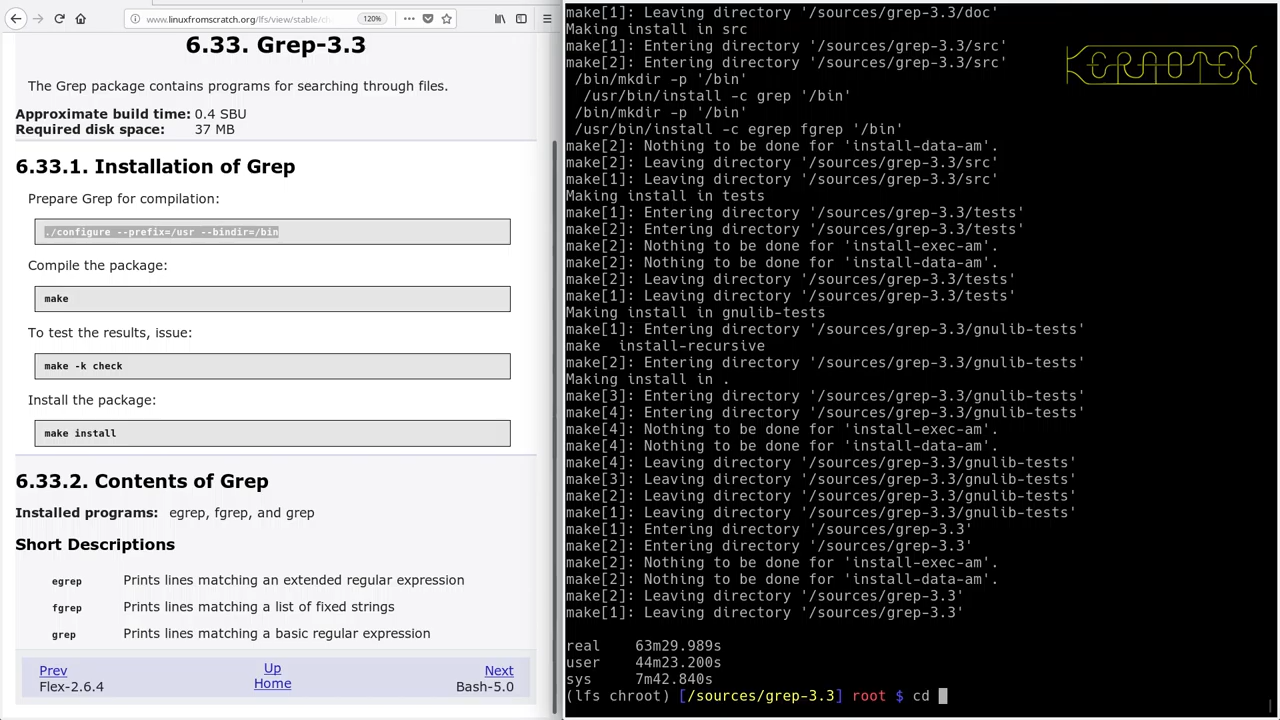 www.linuxfromscratch.org/lfs/view/stable/ch
120%
6.33. Grep-3.3
The Grep package contains programs for searching through files.
Approximate build time: 0.4 SBU
Required disk space: 37 MB
6.33.1. Installation of Grep
Prepare Grep for compilation:
./configure --prefix=/usr --bindir=/bin
Compile the package:
make
To test the results, issue:
make -k check
Install the package:
make install
6.33.2. Contents of Grep
Installed programs: egrep, fgrep, and grep
Short Descriptions
egrep Prints lines matching an extended regular expression
fgrep Prints lines matching a list of fixed strings
grep Prints lines matching a basic regular expression
Prev Up Next
Flex-2.6.4 Home Bash-5.0
make[1]: Leaving directory '/sources/grep-3.3/doc'
Making install in src
make[1]: Entering directory '/sources/grep-3.3/src'
make[2]: Entering directory '/sources/grep-3.3/src'
/bin/mkdir -p '/bin'
/usr/bin/install -c grep '/bin'
/bin/mkdir -p '/bin'
/usr/bin/install -c egrep fgrep '/bin'
make[2]: Nothing to be done for 'install-data-am'.
make[2]: Leaving directory '/sources/grep-3.3/src'
make[1]: Leaving directory '/sources/grep-3.3/src'
Making install in tests
make[1]: Entering directory '/sources/grep-3.3/tests'
make[2]: Entering directory '/sources/grep-3.3/tests'
make[2]: Nothing to be done for 'install-exec-am'.
make[2]: Nothing to be done for 'install-data-am'.
make[2]: Leaving directory '/sources/grep-3.3/tests'
make[1]: Leaving directory '/sources/grep-3.3/tests'
Making install in gnulib-tests
make[1]: Entering directory '/sources/grep-3.3/gnulib-tests'
make  install-recursive
make[2]: Entering directory '/sources/grep-3.3/gnulib-tests'
Making install in .
make[3]: Entering directory '/sources/grep-3.3/gnulib-tests'
make[4]: Entering directory '/sources/grep-3.3/gnulib-tests'
make[4]: Nothing to be done for 'install-exec-am'.
make[4]: Nothing to be done for 'install-data-am'.
make[4]: Leaving directory '/sources/grep-3.3/gnulib-tests'
make[3]: Leaving directory '/sources/grep-3.3/gnulib-tests'
make[2]: Leaving directory '/sources/grep-3.3/gnulib-tests'
make[1]: Leaving directory '/sources/grep-3.3/gnulib-tests'
make[1]: Entering directory '/sources/grep-3.3'
make[2]: Entering directory '/sources/grep-3.3'
make[2]: Nothing to be done for 'install-exec-am'.
make[2]: Nothing to be done for 'install-data-am'.
make[2]: Leaving directory '/sources/grep-3.3'
make[1]: Leaving directory '/sources/grep-3.3'
real 63m29.989s
user 44m23.200s
sys 7m42.840s
(lfs chroot) [/sources/grep-3.3] root $ cd
KERAOTEX